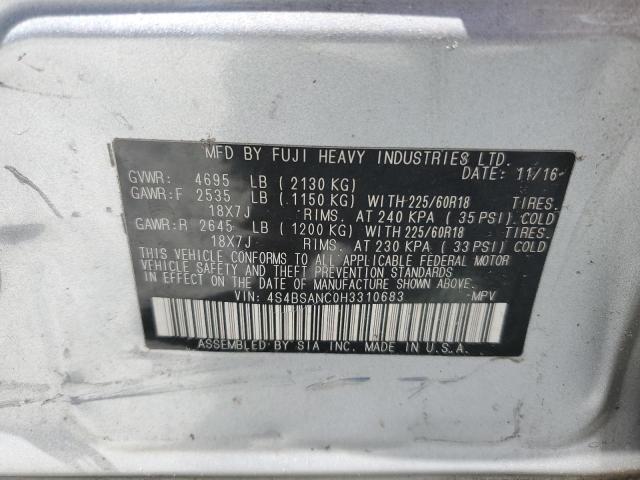 MFD BY FUJI HEAVY INDUSTRIES LTD.
DATE: 11/16
GVWR: 4695 LB (2130 KG)
GAWR:F 2535 LB (1150 KG) WITH 225/60R18 TIRES.
18X7J RIMS. AT 240 KPA (35 PSI) COLD
GAWR:R 2645 LB (1200 KG) WITH 225/60R18 TIRES.
18X7J RIMS. AT 230 KPA (33 PSI) COLD
THIS VEHICLE CONFORMS TO ALL APPLICABLE FEDERAL MOTOR
VEHICLE SAFETY AND THEFT PREVENTION STANDARDS
IN EFFECT ON THE DATE OF MANUFACTURE SHOWN ABOVE.
VIN: 4S4BSANC0H3310683 MPV
ASSEMBLED BY SIA INC. MADE IN U.S.A.